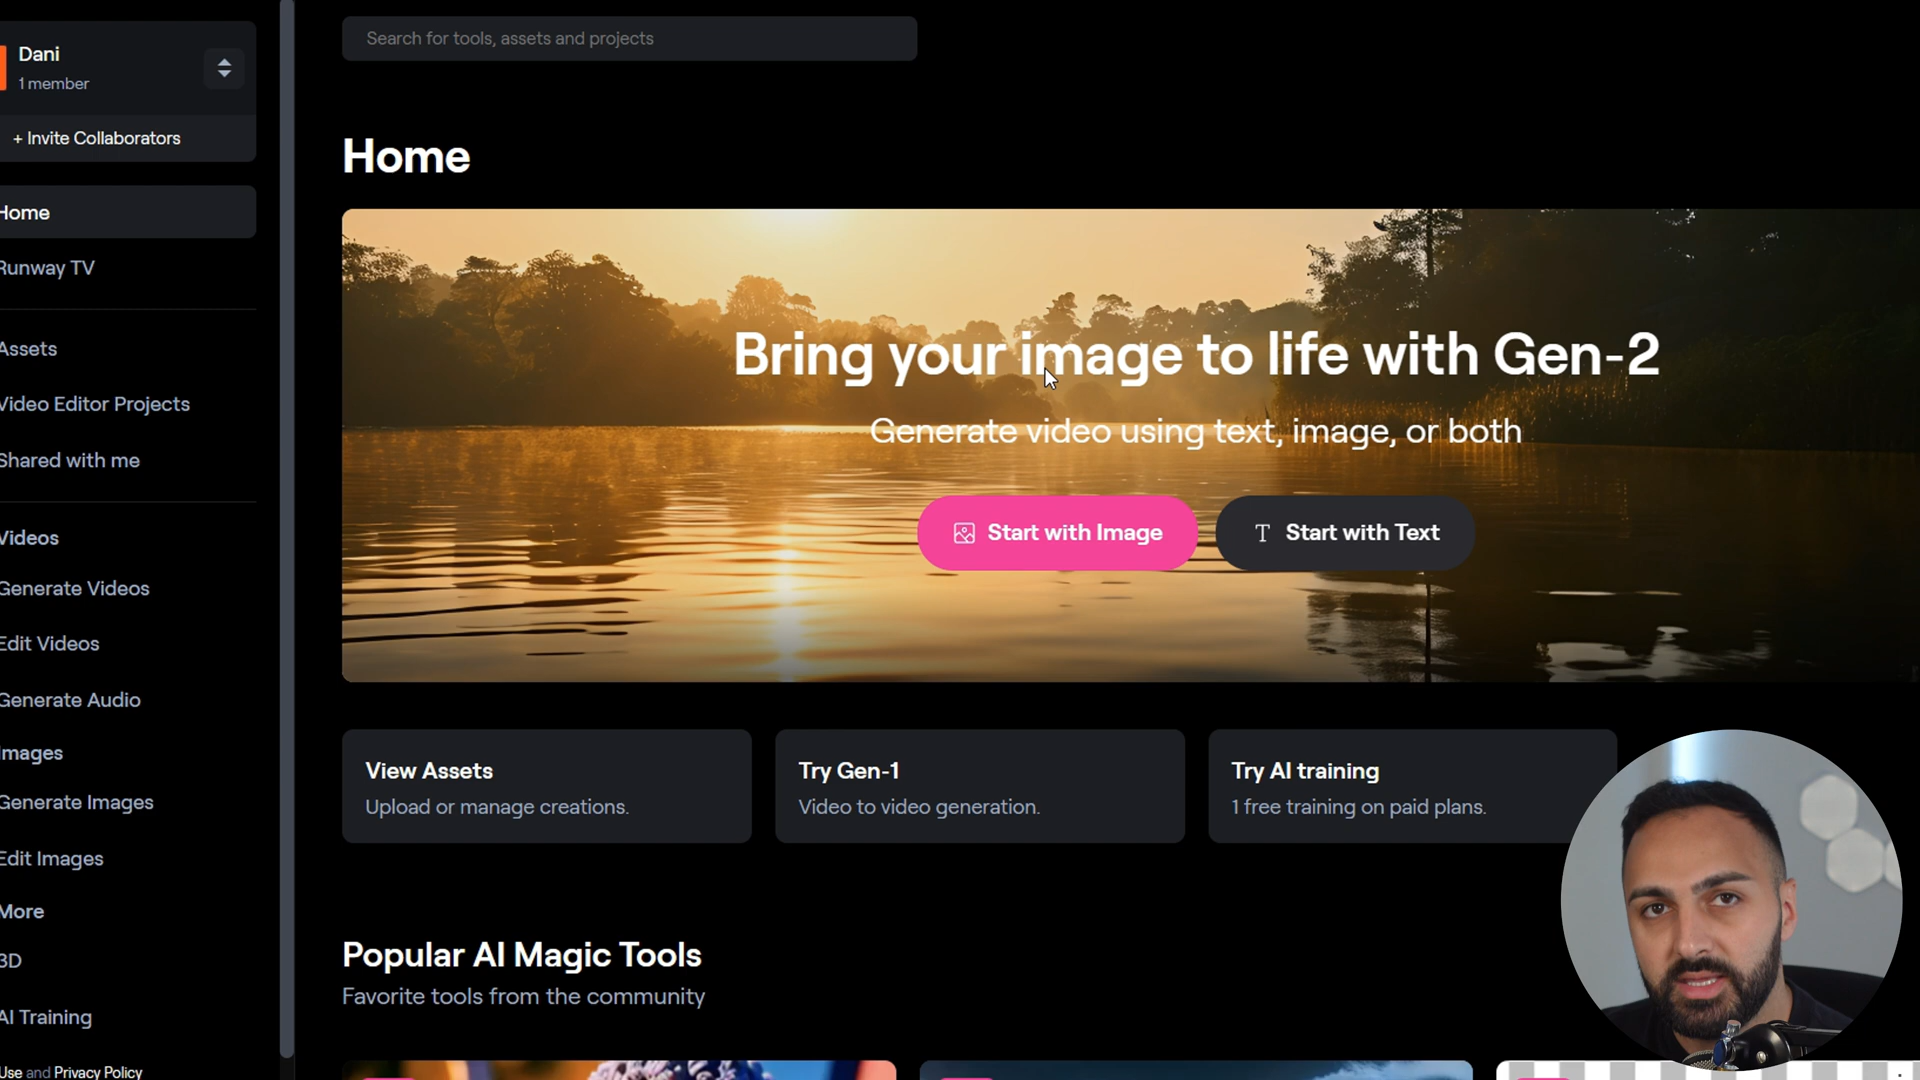 Dani
1 member
+ Invite Collaborators
Home
Runway TV
Assets
Video Editor Projects
Shared with me
Videos
Generate Videos
Edit Videos
Generate Audio
Images
Generate Images
Edit Images
More
3D
AI Training
Use and Privacy Policy
Search for tools, assets and projects
Home
Bring your image to life with Gen-2
Generate video using text, image, or both
Start with Image
Start with Text
View Assets
Upload or manage creations.
Try Gen-1
Video to video generation.
Try AI training
1 free training on paid plans.
Popular AI Magic Tools
Favorite tools from the community